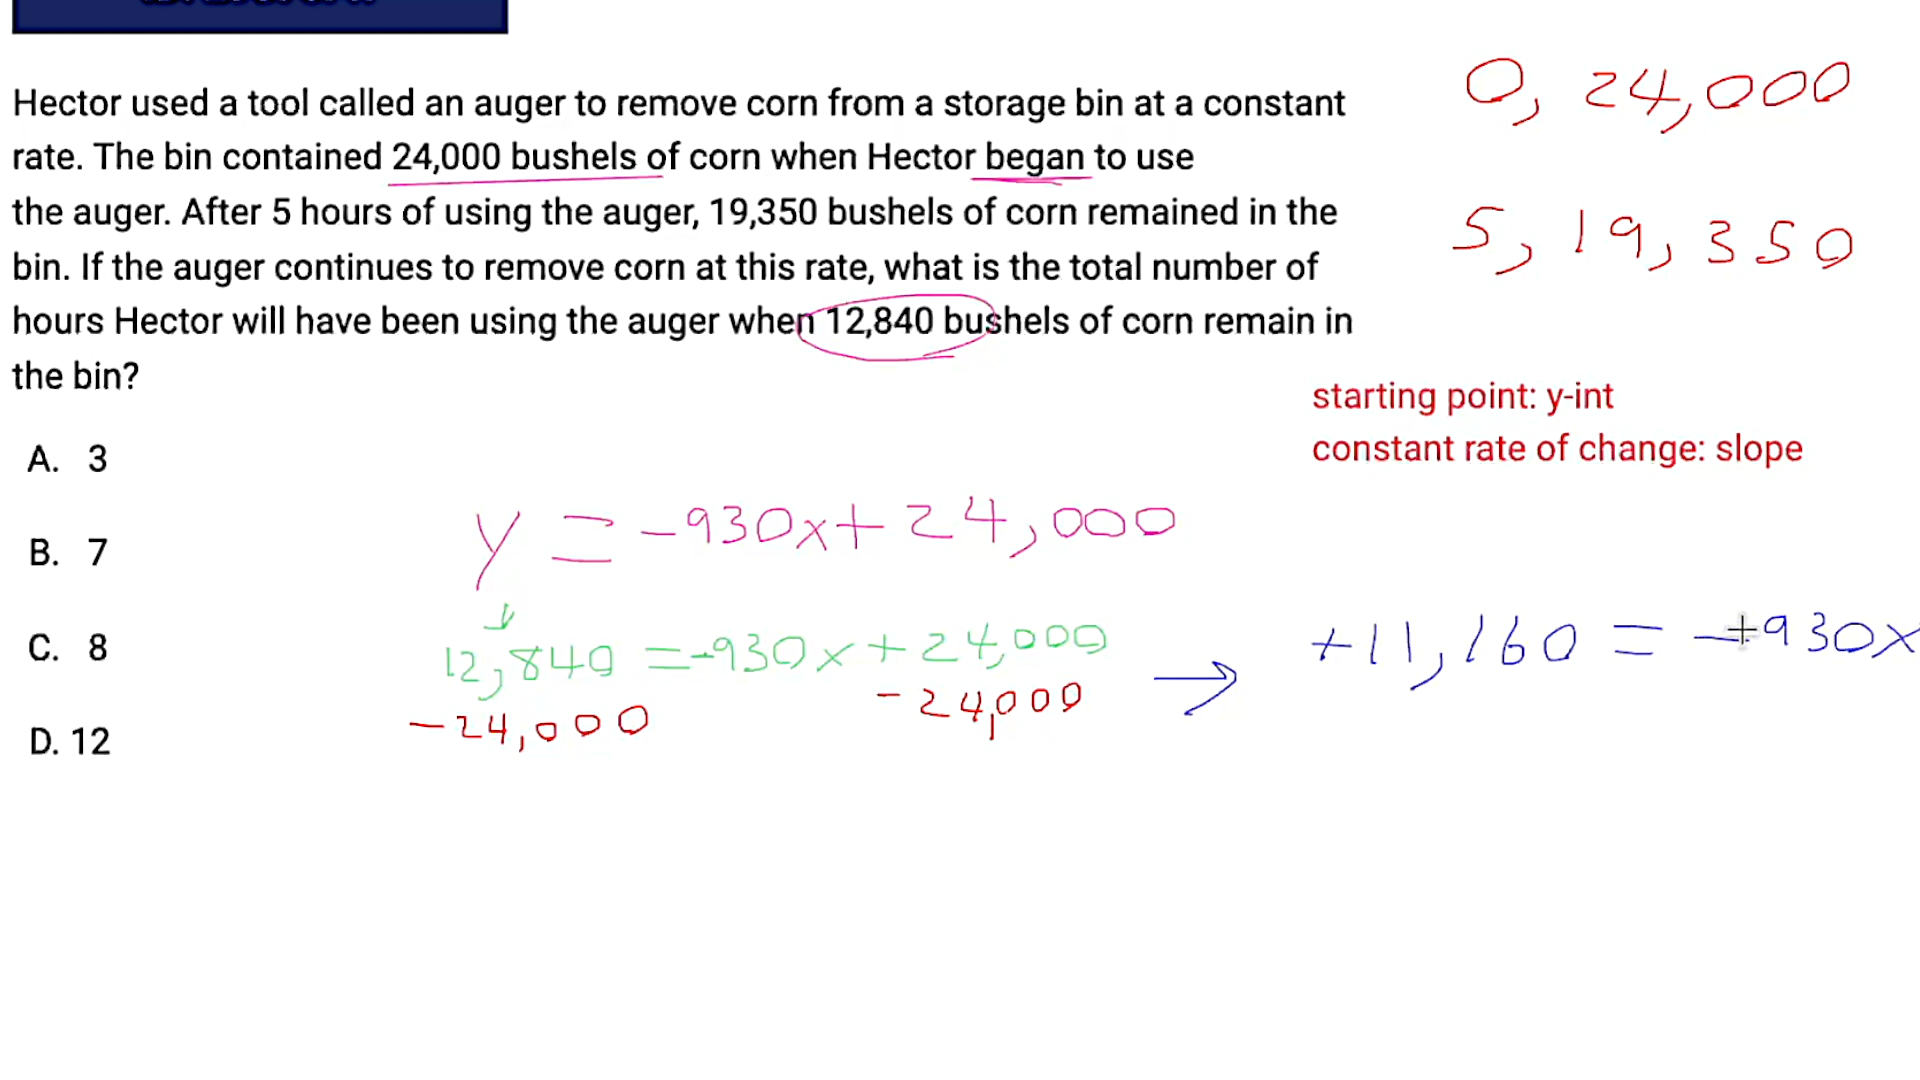 Hector used a tool called an auger to remove corn from a storage bin at a constant
rate. The bin contained 24,000 bushels of corn when Hector began to use
the auger. After 5 hours of using the auger, 19,350 bushels of corn remained in the
bin. If the auger continues to remove corn at this rate, what is the total number of
hours Hector will have been using the auger when 12,840 bushels of corn remain in
the bin?
0, 24,000
5, 19,350
starting point: y-int
constant rate of change: slope
A. 3
B. 7
C. 8
D. 12
y = -930x + 24,000
12,840 = -930x + 24,000
-24,000 -24,000
+11,160 = +930x